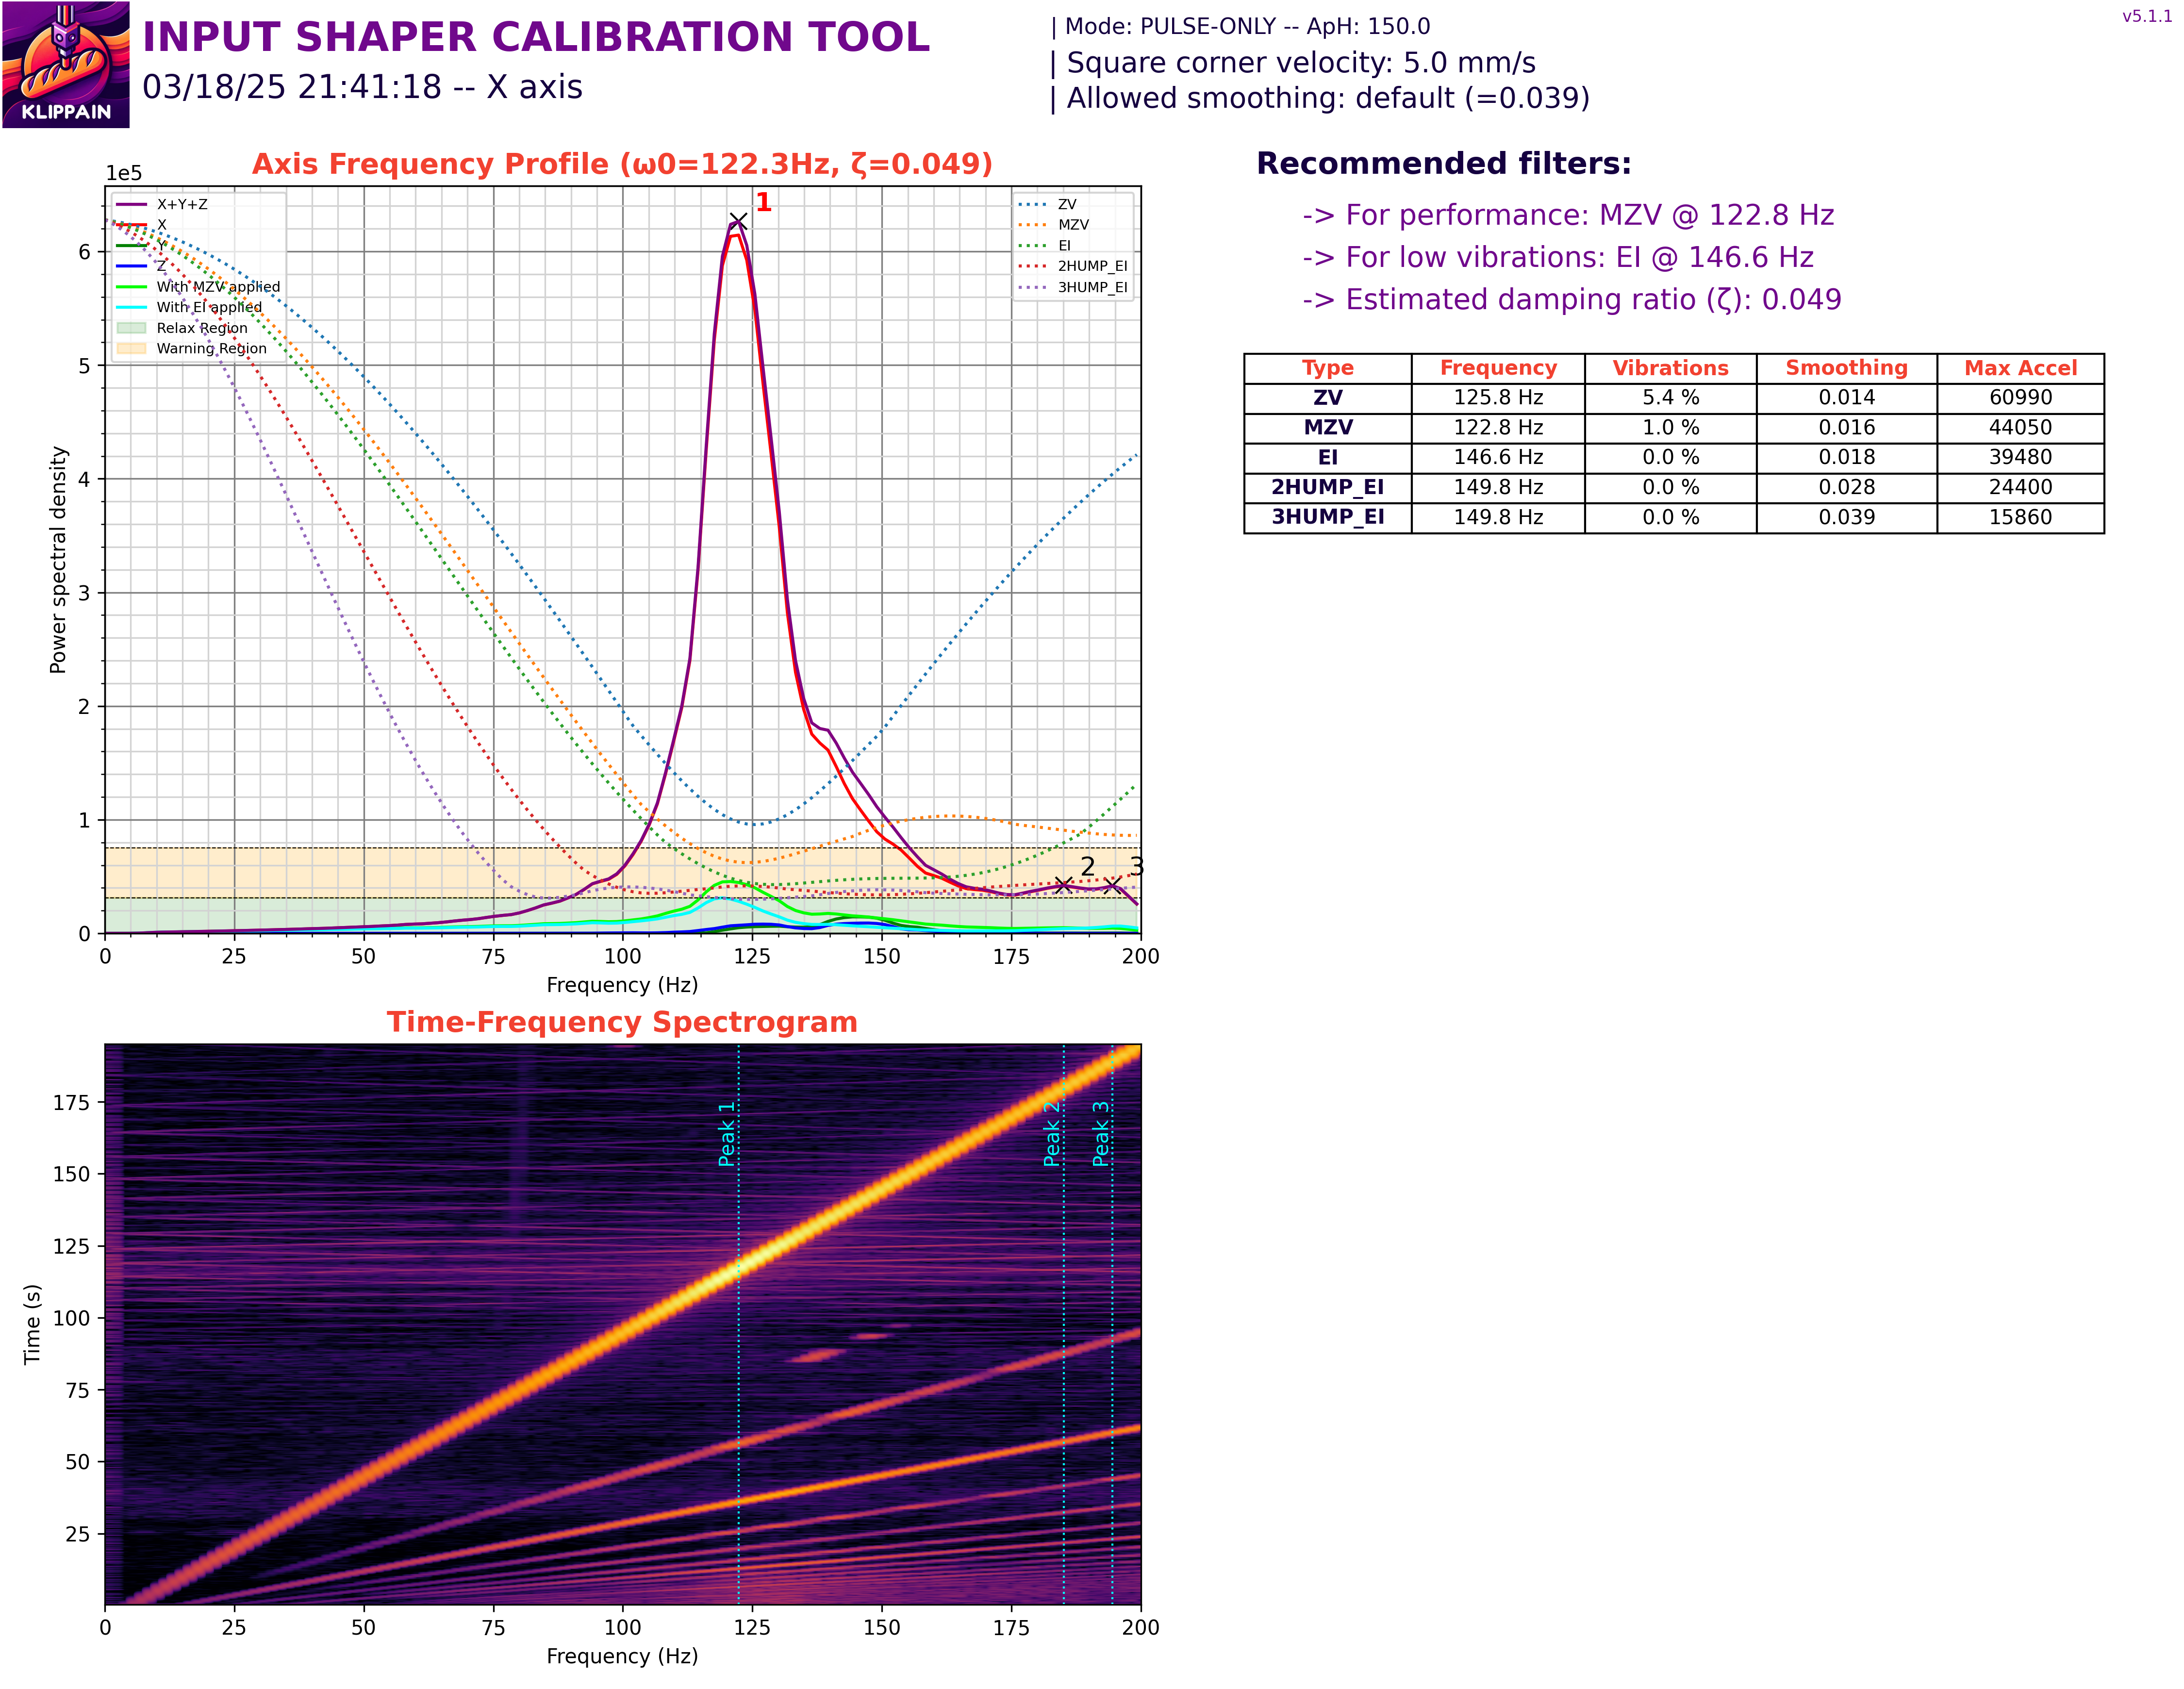 KLIPPAIN
INPUT SHAPER CALIBRATION TOOL
03/18/25 21:41:18 -- X axis
| Mode: PULSE-ONLY -- ApH: 150.0
| Square corner velocity: 5.0 mm/s
| Allowed smoothing: default (=0.039)
v5.1.1
Axis Frequency Profile (ω0=122.3Hz, ζ=0.049)
1e5
X+Y+Z
X
Y
Z
With MZV applied
With EI applied
Relax Region
Warning Region
ZV
MZV
EI
2HUMP_EI
3HUMP_EI
1
2
3
Power spectral density
6
5
4
3
2
1
0
0 25 50 75 100 125 150 175 200
Frequency (Hz)
Recommended filters:
-> For performance: MZV @ 122.8 Hz
-> For low vibrations: EI @ 146.6 Hz
-> Estimated damping ratio (ζ): 0.049
Type Frequency Vibrations Smoothing Max Accel
ZV 125.8 Hz 5.4 % 0.014 60990
MZV 122.8 Hz 1.0 % 0.016 44050
EI 146.6 Hz 0.0 % 0.018 39480
2HUMP_EI 149.8 Hz 0.0 % 0.028 24400
3HUMP_EI 149.8 Hz 0.0 % 0.039 15860
Time-Frequency Spectrogram
Peak 1
Peak 2
Peak 3
Time (s)
175
150
125
100
75
50
25
0 25 50 75 100 125 150 175 200
Frequency (Hz)